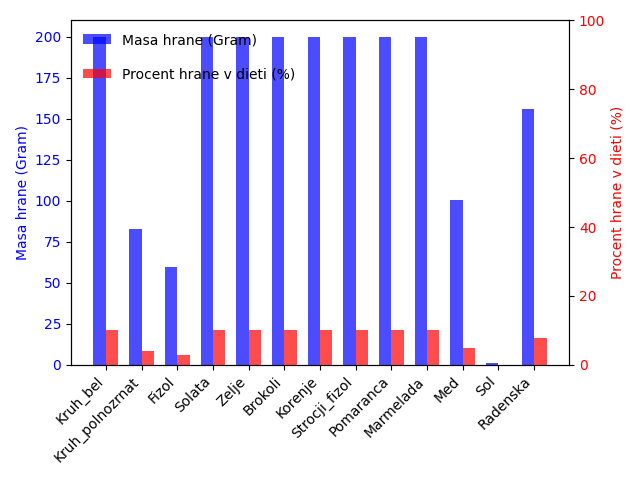 Masa hrane (Gram)
Procent hrane v dieti (%)
Masa hrane (Gram)
200
175
150
125
100
75
50
25
0
100
80
60
40
20
0
Procent hrane v dieti (%)
Kruh_bel
Kruh_polnozrnat
Fizol
Solata
Zelje
Brokoli
Korenje
Strocji_fizol
Pomaranca
Marmelada
Med
Sol
Radenska